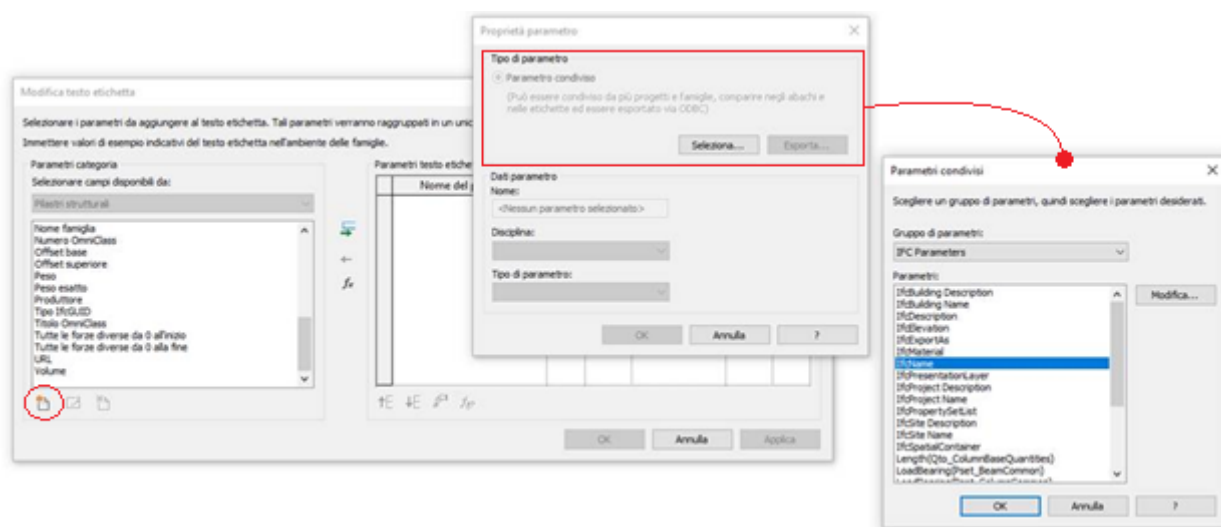 Modifica testo etichetta
Selezionare i parametri da aggiungere al testo etichetta. Tali parametri verranno raggruppati in un unic
Immettere valori di esempio indicativi del testo etichetta nell'ambiente delle famiglie.
Parametri categoria
Selezionare campi disponibili da:
Pilastri strutturali
Nome famiglia
Numero OmniClass
Offset base
Offset superiore
Peso
Peso esatto
Produttore
Tipo IfcGUID
Titolo OmniClass
Tutte le forze diverse da 0 all'inizio
Tutte le forze diverse da 0 alla fine
URL
Volume
Parametri testo etiche
Nome del p
OK
Annulla
Applica
Proprietà parametro
Tipo di parametro
Parametro condiviso
(Può essere condiviso da più progetti e famiglie, comparire negli abachi e
nelle etichette ed essere esportato via ODBC)
Seleziona...
Esporta...
Dati parametro
Nome:
<Nessun parametro selezionato>
Disciplina:
Tipo di parametro:
OK
Annulla
?
Parametri condivisi
Scegliere un gruppo di parametri, quindi scegliere i parametri desiderati.
Gruppo di parametri:
IFC Parameters
Parametri:
IfcBuilding Description
IfcBuilding Name
IfcDescription
IfcElevation
IfcExportAs
IfcMaterial
IfcName
IfcPresentationLayer
IfcProject Description
IfcProject Name
IfcPropertySetList
IfcSite Description
IfcSite Name
IfcSpatialContainer
Length(Qto_ColumnBaseQuantities)
LoadBearing(Pset_BeamCommon)
LoadBearing(Pset_ColumnCommon)
Modifica...
OK
Annulla
?